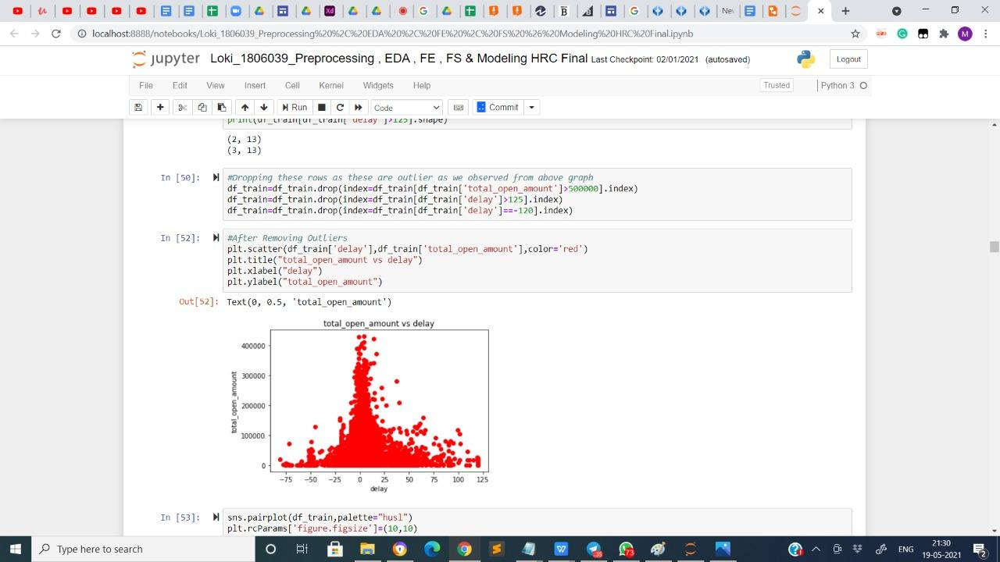 localhost:8888/notebooks/Loki_1806039_Preprocessing%20%2C%20EDA%20%2C%20FE%20%2C%20FS%20%26%20Modeling%20HRC%20Final.ipynb
M
jupyter Loki_1806039_Preprocessing , EDA , FE , FS & Modeling HRC Final Last Checkpoint: 02/01/2021 (autosaved)
Logout
File Edit View Insert Cell Kernel Widgets Help
Trusted Python 3
Run Code Commit
print(df_train[df_train['delay']>125].shape)
(2, 13)
(3, 13)
In [50]:
#Dropping these rows as these are outlier as we observed from above graph
df_train=df_train.drop(index=df_train[df_train['total_open_amount']>500000].index)
df_train=df_train.drop(index=df_train[df_train['delay']>125].index)
df_train=df_train.drop(index=df_train[df_train['delay']==-120].index)
In [52]:
#After Removing Outliers
plt.scatter(df_train['delay'],df_train['total_open_amount'],color='red')
plt.title("total_open_amount vs delay")
plt.xlabel("delay")
plt.ylabel("total_open_amount")
Out[52]: Text(0, 0.5, 'total_open_amount')
total_open_amount vs delay
400000
300000
200000
100000
0
total_open_amount
−75 −50 −25 0 25 50 75 100 125
delay
In [53]:
sns.pairplot(df_train,palette="husl")
plt.rcParams['figure.figsize']=(10,10)
Type here to search
73
ENG
21:30
19-05-2021
2